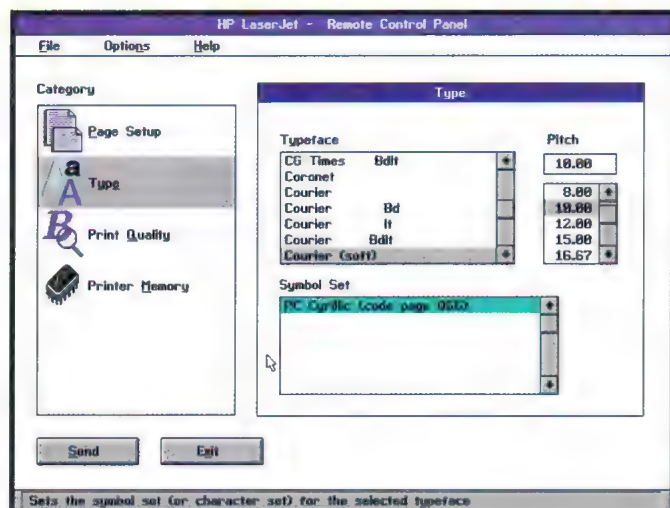 HP LaserJet - Remote Control Panel
File Options Help
Category
Page Setup
Type
Print Quality
Printer Memory
Type
Typeface
CG Times BdIt
Coronet
Courier
Courier Bd
Courier It
Courier BdIt
Courier (soft)
Pitch
10.00
8.00
10.00
12.00
15.00
16.67
Symbol Set
PC Cyrillic (code page 866)
Send Exit
Sets the symbol set (or character set) for the selected typeface